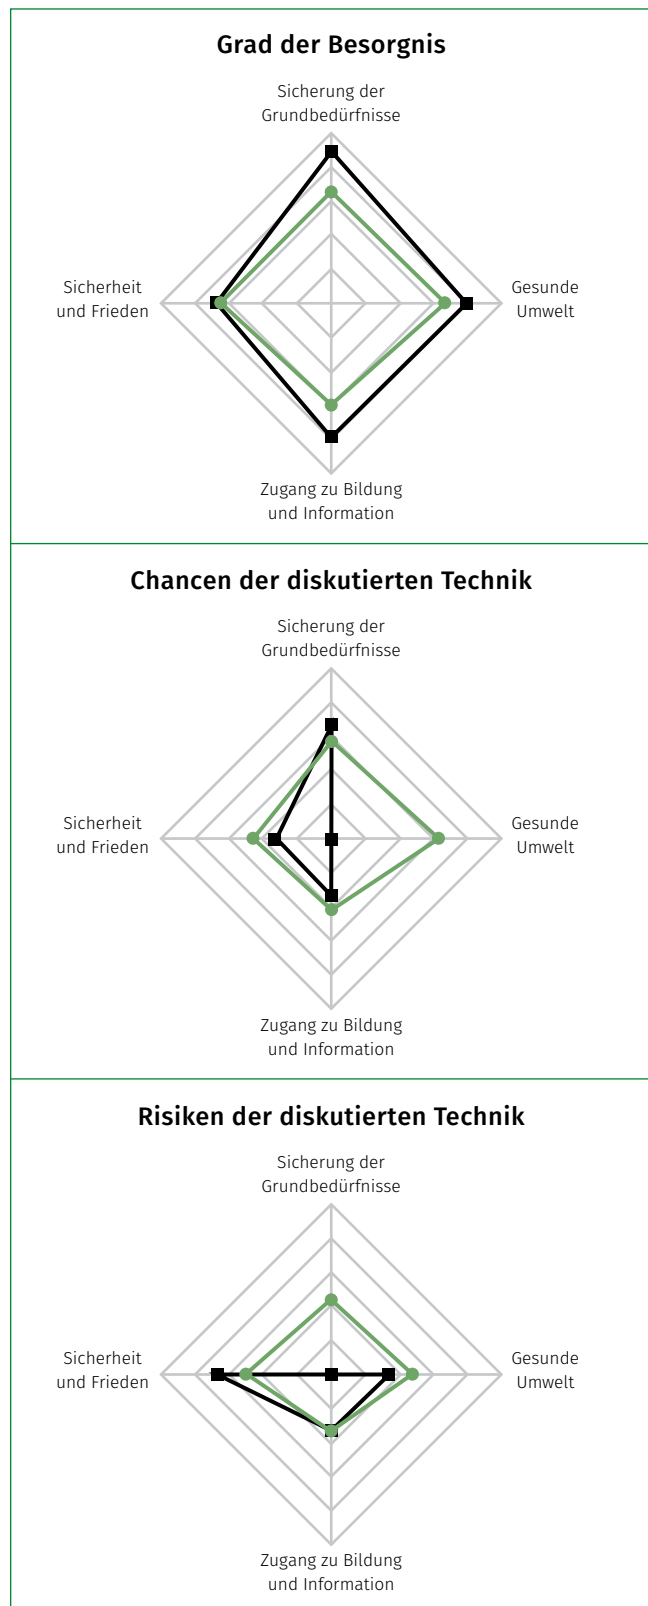 Grad der Besorgnis
Sicherung der
Grundbedürfnisse
Sicherheit
und Frieden
Gesunde
Umwelt
Zugang zu Bildung
und Information
Chancen der diskutierten Technik
Sicherung der
Grundbedürfnisse
Sicherheit
und Frieden
Gesunde
Umwelt
Zugang zu Bildung
und Information
Risiken der diskutierten Technik
Sicherung der
Grundbedürfnisse
Sicherheit
und Frieden
Gesunde
Umwelt
Zugang zu Bildung
und Information